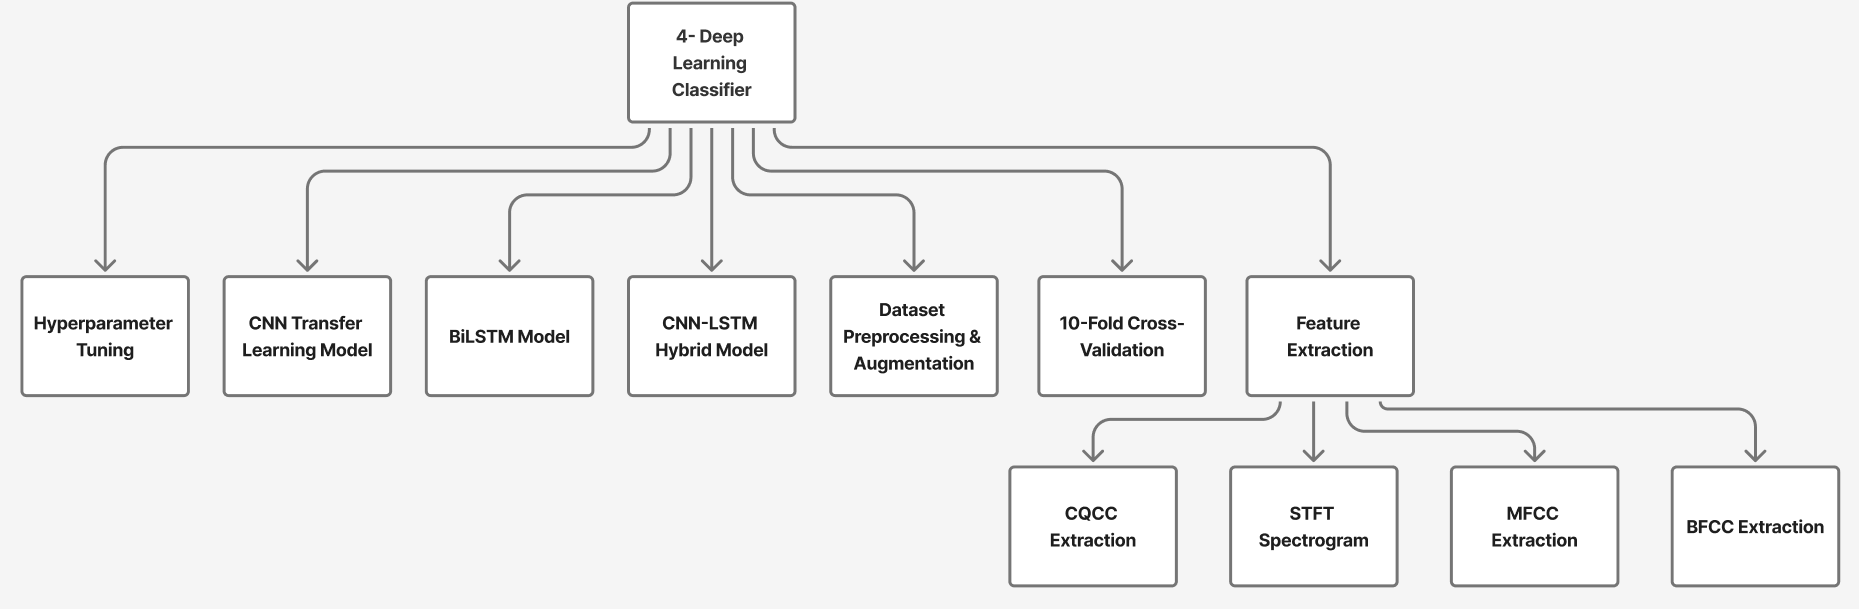 4- Deep
Learning
Classifier
Hyperparameter
Tuning
CNN Transfer
Learning Model
BiLSTM Model
CNN-LSTM
Hybrid Model
Dataset
Preprocessing &
Augmentation
10-Fold Cross-
Validation
Feature
Extraction
CQCC
Extraction
STFT
Spectrogram
MFCC
Extraction
BFCC Extraction